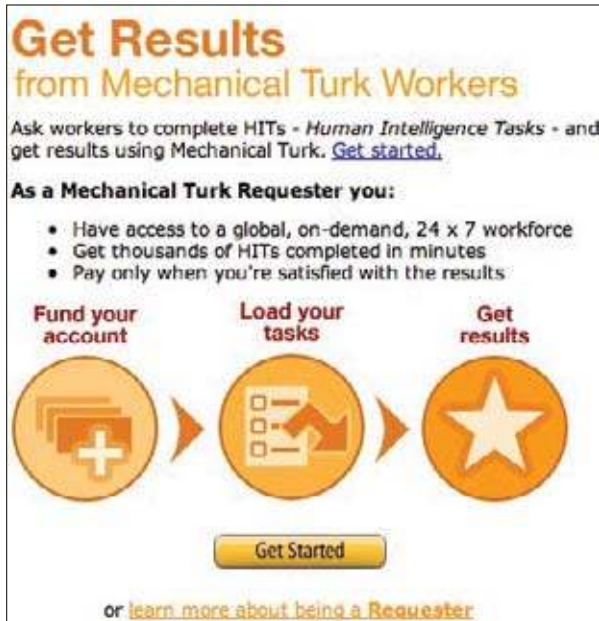 Get Results
from Mechanical Turk Workers
Ask workers to complete HITs - Human Intelligence Tasks - and
get results using Mechanical Turk. Get started.
As a Mechanical Turk Requester you:
• Have access to a global, on-demand, 24 x 7 workforce
• Get thousands of HITs completed in minutes
• Pay only when you're satisfied with the results
Fund your
account
Load your
tasks
Get
results
Get Started
or learn more about being a Requester